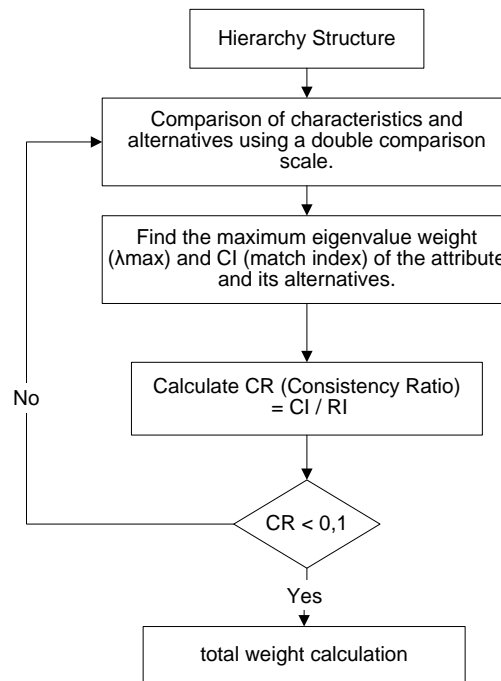 Hierarchy Structure
Comparison of characteristics and
alternatives using a double comparison
scale.
Find the maximum eigenvalue weight
(λmax) and CI (match index) of the attribute
and its alternatives.
Calculate CR (Consistency Ratio)
= CI / RI
No
CR < 0,1
Yes
total weight calculation